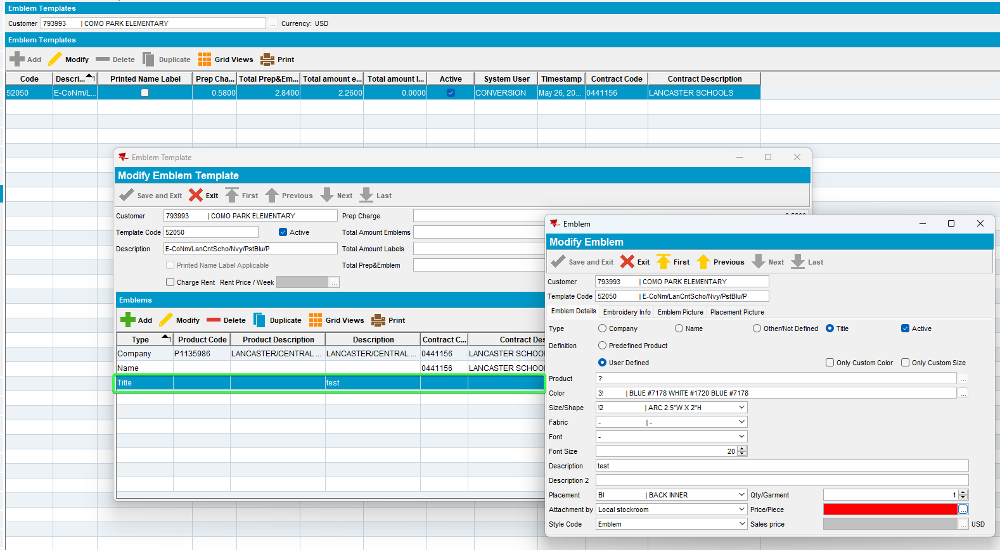 Emblem Templates
Customer 793993 | COMO PARK ELEMENTARY ... Currency: USD
Emblem Templates
Add Modify Delete Duplicate Grid Views Print
Code Descri... 1 Printed Name Label Prep Cha... Total Prep&Em... Total amount e... Total amount l... Active System User Timestamp Contract Code Contract Description
52050 E-CoNm/L... 0.5800 2.8400 2.2600 0.0000 CONVERSION May 26, 20... 0441156 LANCASTER SCHOOLS
Emblem Template
Modify Emblem Template
Save and Exit Exit First Previous Next Last
Customer 793993 | COMO PARK ELEMENTARY Prep Charge
Template Code 52050 Active Total Amount Emblems
Description E-CoNm/LanCntScho/Nvy/PstBlu/P Total Amount Labels
Printed Name Label Applicable Total Prep&Emblem
Charge Rent Rent Price / Week ...
Emblems
Add Modify Delete Duplicate Grid Views Print
Type 1 Product Code Product Description Description Contract C... Contract Des
Company P1135986 LANCASTER/CENTRAL ... LANCASTER/CENTRAL ... 0441156 LANCASTER SCHOOL
Name 0441156 LANCASTER SCHOOL
Title test
Emblem
Modify Emblem
Save and Exit Exit First Previous Next Last
Customer 793993 | COMO PARK ELEMENTARY
Template Code 52050 | E-CoNm/LanCntScho/Nvy/PstBlu/P
Emblem Details Embroidery Info Emblem Picture Placement Picture
Type Company Name Other/Not Defined Title Active
Definition Predefined Product
User Defined Only Custom Color Only Custom Size
Product ? ...
Color 3! | BLUE #7178 WHITE #1720 BLUE #7178 ...
Size/Shape !2 | ARC 2.5"W X 2"H
Fabric - | -
Font -
Font Size 20
Description test
Description 2
Placement BI | BACK INNER Qty/Garment 1
Attachment by Local stockroom Price/Piece ...
Style Code Emblem Sales price ... USD